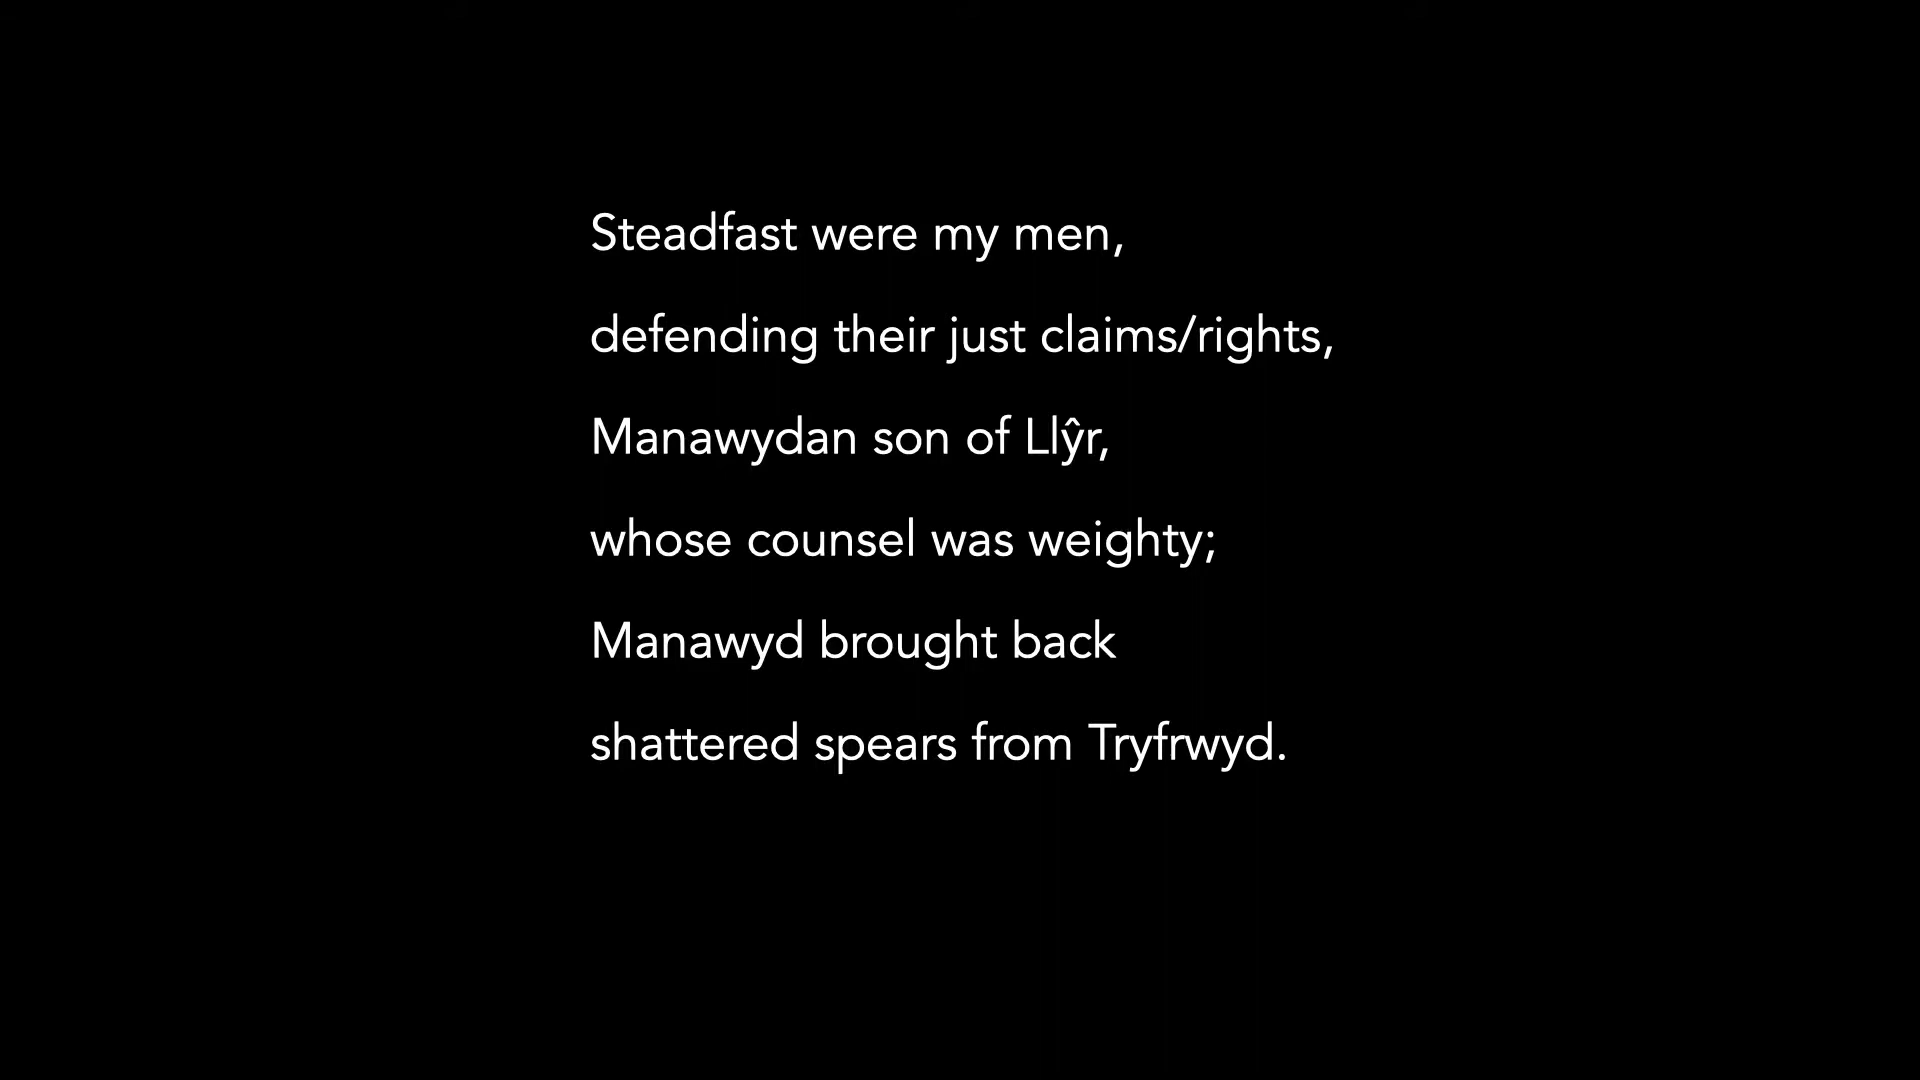 Steadfast were my men,
defending their just claims/rights,
Manawydan son of Llŷr,
whose counsel was weighty;
Manawyd brought back
shattered spears from Tryfrwyd.